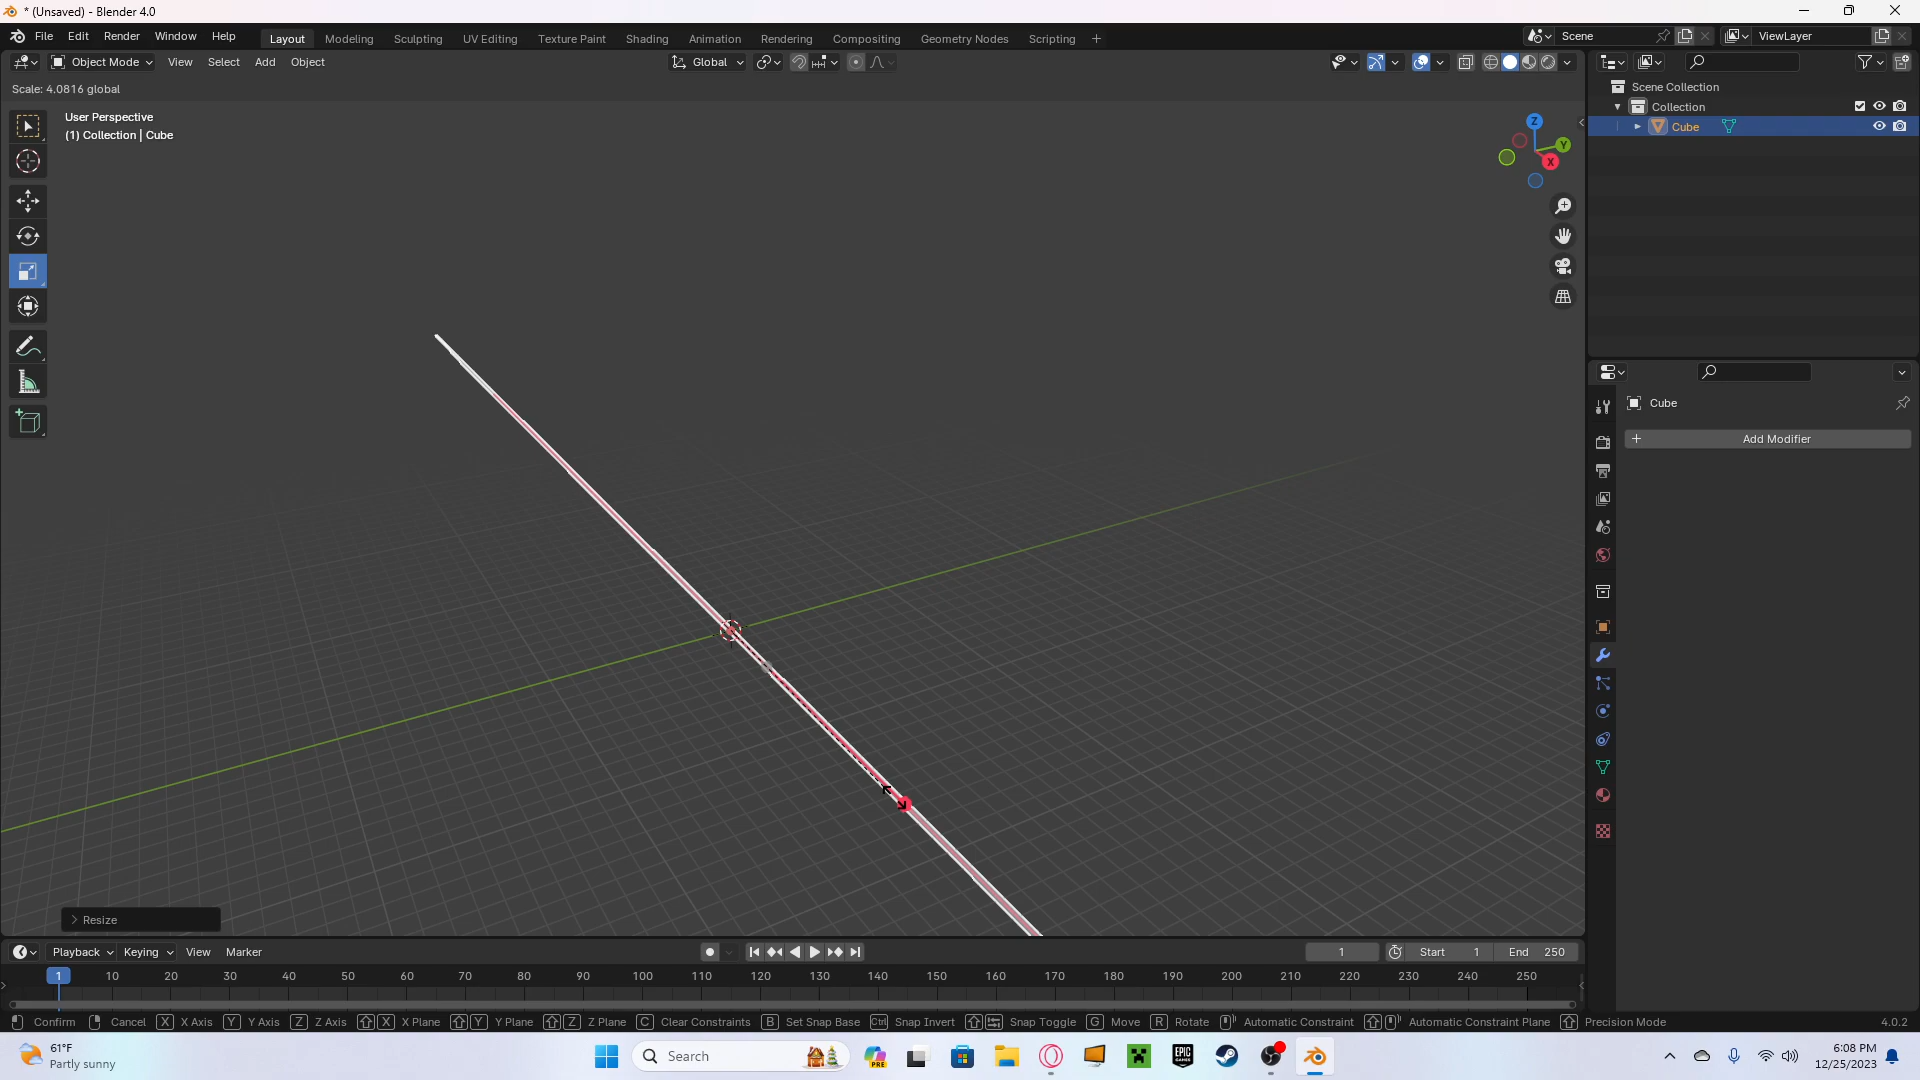 * (Unsaved) - Blender 4.0
File Edit Render Window Help
Layout Modeling Sculpting UV Editing Texture Paint Shading Animation Rendering Compositing Geometry Nodes Scripting +
Scene
ViewLayer
Object Mode View Select Add Object
Global
Scale: 4.0816 global
User Perspective
(1) Collection | Cube
Z
Y
X
Scene Collection
Collection
Cube
Cube
+ Add Modifier
Resize
Playback Keying View Marker
1
Start 1
End 250
1 10 20 30 40 50 60 70 80 90 100 110 120 130 140 150 160 170 180 190 200 210 220 230 240 250
Confirm Cancel X X Axis Y Y Axis Z Z Axis X X Plane Y Y Plane Z Z Plane C Clear Constraints B Set Snap Base Ctrl Snap Invert Snap Toggle G Move R Rotate Automatic Constraint Automatic Constraint Plane Precision Mode 4.0.2
61°F
Partly sunny
Search
PRE
EPIC GAMES
6:08 PM
12/25/2023